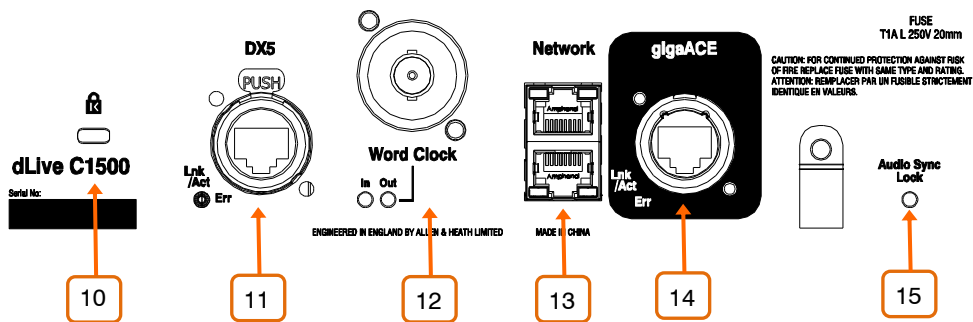 FUSE
T1A L 250V 20mm
CAUTION: FOR CONTINUED PROTECTION AGAINST RISK
OF FIRE REPLACE FUSE WITH SAME TYPE AND RATING.
ATTENTION: REMPLACER PAR UN FUSIBLE STRICTEMENT
IDENTIQUE EN VALEURS.
K
dLive C1500
Serial No:
DX5
PUSH
Lnk
/Act
Err
Word Clock
In Out
ENGINEERED IN ENGLAND BY ALLEN & HEATH LIMITED
Network
Amphenol
Amphenol
MADE IN CHINA
gigaACE
Lnk
/Act
Err
Audio Sync
Lock
10
11
12
13
14
15